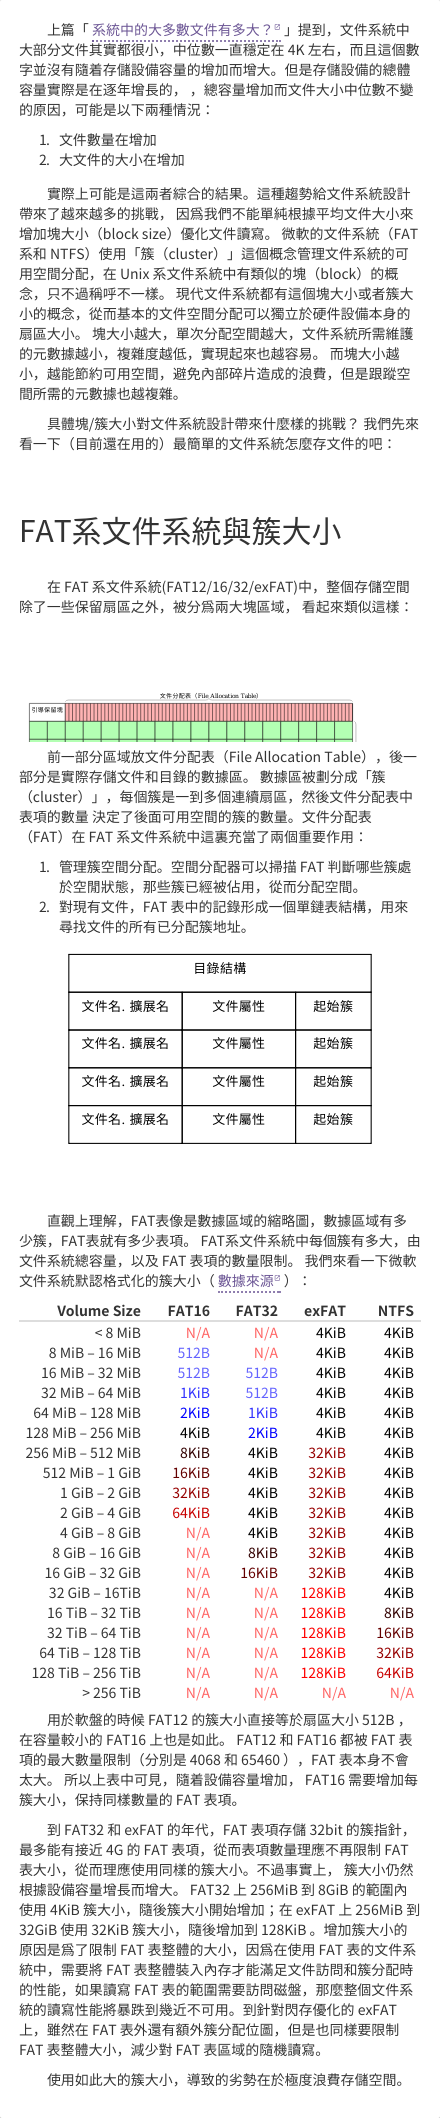 上篇「 系統中的大多數文件有多大？ 」提到，文件系統中
大部分文件其實都很小，中位數一直穩定在 4K 左右，而且這個數
字並沒有隨着存儲設備容量的增加而增大。但是存儲設備的總體
容量實際是在逐年增長的，，總容量增加而文件大小中位數不變
的原因，可能是以下兩種情況：
1. 文件數量在增加
2. 大文件的大小在增加
實際上可能是這兩者綜合的結果。這種趨勢給文件系統設計
帶來了越來越多的挑戰， 因爲我們不能單純根據平均文件大小來
增加塊大小（block size）優化文件讀寫。 微軟的文件系統（FAT
系和 NTFS）使用「簇（cluster）」這個概念管理文件系統的可
用空間分配，在 Unix 系文件系統中有類似的塊（block）的概
念，只不過稱呼不一樣。 現代文件系統都有這個塊大小或者簇大
小的概念，從而基本的文件空間分配可以獨立於硬件設備本身的
扇區大小。 塊大小越大，單次分配空間越大，文件系統所需維護
的元數據越小，複雜度越低，實現起來也越容易。 而塊大小越
小，越能節約可用空間，避免內部碎片造成的浪費，但是跟蹤空
間所需的元數據也越複雜。
具體塊/簇大小對文件系統設計帶來什麼樣的挑戰？ 我們先來
看一下（目前還在用的）最簡單的文件系統怎麼存文件的吧：
FAT系文件系統與簇大小
在 FAT 系文件系統(FAT12/16/32/exFAT)中，整個存儲空間
除了一些保留扇區之外，被分爲兩大塊區域， 看起來類似這樣：
文件分配表（File Allocation Table）
引導保留塊
前一部分區域放文件分配表（File Allocation Table），後一
部分是實際存儲文件和目錄的數據區。 數據區被劃分成「簇
（cluster）」，每個簇是一到多個連續扇區，然後文件分配表中
表項的數量 決定了後面可用空間的簇的數量。文件分配表
（FAT）在 FAT 系文件系統中這裏充當了兩個重要作用：
1. 管理簇空間分配。空間分配器可以掃描 FAT 判斷哪些簇處
於空閒狀態，那些簇已經被佔用，從而分配空間。
2. 對現有文件，FAT 表中的記錄形成一個單鏈表結構，用來
尋找文件的所有已分配簇地址。
目錄結構
文件名. 擴展名 文件屬性 起始簇
文件名. 擴展名 文件屬性 起始簇
文件名. 擴展名 文件屬性 起始簇
文件名. 擴展名 文件屬性 起始簇
直觀上理解，FAT表像是數據區域的縮略圖，數據區域有多
少簇，FAT表就有多少表項。 FAT系文件系統中每個簇有多大，由
文件系統總容量，以及 FAT 表項的數量限制。 我們來看一下微軟
文件系統默認格式化的簇大小（ 數據來源 ）：
Volume Size FAT16 FAT32 exFAT NTFS
< 8 MiB N/A N/A 4KiB 4KiB
8 MiB – 16 MiB 512B N/A 4KiB 4KiB
16 MiB – 32 MiB 512B 512B 4KiB 4KiB
32 MiB – 64 MiB 1KiB 512B 4KiB 4KiB
64 MiB – 128 MiB 2KiB 1KiB 4KiB 4KiB
128 MiB – 256 MiB 4KiB 2KiB 4KiB 4KiB
256 MiB – 512 MiB 8KiB 4KiB 32KiB 4KiB
512 MiB – 1 GiB 16KiB 4KiB 32KiB 4KiB
1 GiB – 2 GiB 32KiB 4KiB 32KiB 4KiB
2 GiB – 4 GiB 64KiB 4KiB 32KiB 4KiB
4 GiB – 8 GiB N/A 4KiB 32KiB 4KiB
8 GiB – 16 GiB N/A 8KiB 32KiB 4KiB
16 GiB – 32 GiB N/A 16KiB 32KiB 4KiB
32 GiB – 16TiB N/A N/A 128KiB 4KiB
16 TiB – 32 TiB N/A N/A 128KiB 8KiB
32 TiB – 64 TiB N/A N/A 128KiB 16KiB
64 TiB – 128 TiB N/A N/A 128KiB 32KiB
128 TiB – 256 TiB N/A N/A 128KiB 64KiB
> 256 TiB N/A N/A N/A N/A
用於軟盤的時候 FAT12 的簇大小直接等於扇區大小 512B ，
在容量較小的 FAT16 上也是如此。 FAT12 和 FAT16 都被 FAT 表
項的最大數量限制（分別是 4068 和 65460 ），FAT 表本身不會
太大。 所以上表中可見，隨着設備容量增加， FAT16 需要增加每
簇大小，保持同樣數量的 FAT 表項。
到 FAT32 和 exFAT 的年代，FAT 表項存儲 32bit 的簇指針，
最多能有接近 4G 的 FAT 表項，從而表項數量理應不再限制 FAT
表大小，從而理應使用同樣的簇大小。不過事實上， 簇大小仍然
根據設備容量增長而增大。 FAT32 上 256MiB 到 8GiB 的範圍內
使用 4KiB 簇大小，隨後簇大小開始增加；在 exFAT 上 256MiB 到
32GiB 使用 32KiB 簇大小，隨後增加到 128KiB 。增加簇大小的
原因是爲了限制 FAT 表整體的大小，因爲在使用 FAT 表的文件系
統中，需要將 FAT 表整體裝入內存才能滿足文件訪問和簇分配時
的性能，如果讀寫 FAT 表的範圍需要訪問磁盤，那麼整個文件系
統的讀寫性能將暴跌到幾近不可用。到針對閃存優化的 exFAT
上，雖然在 FAT 表外還有額外簇分配位圖，但是也同樣要限制
FAT 表整體大小，減少對 FAT 表區域的隨機讀寫。
使用如此大的簇大小，導致的劣勢在於極度浪費存儲空間。